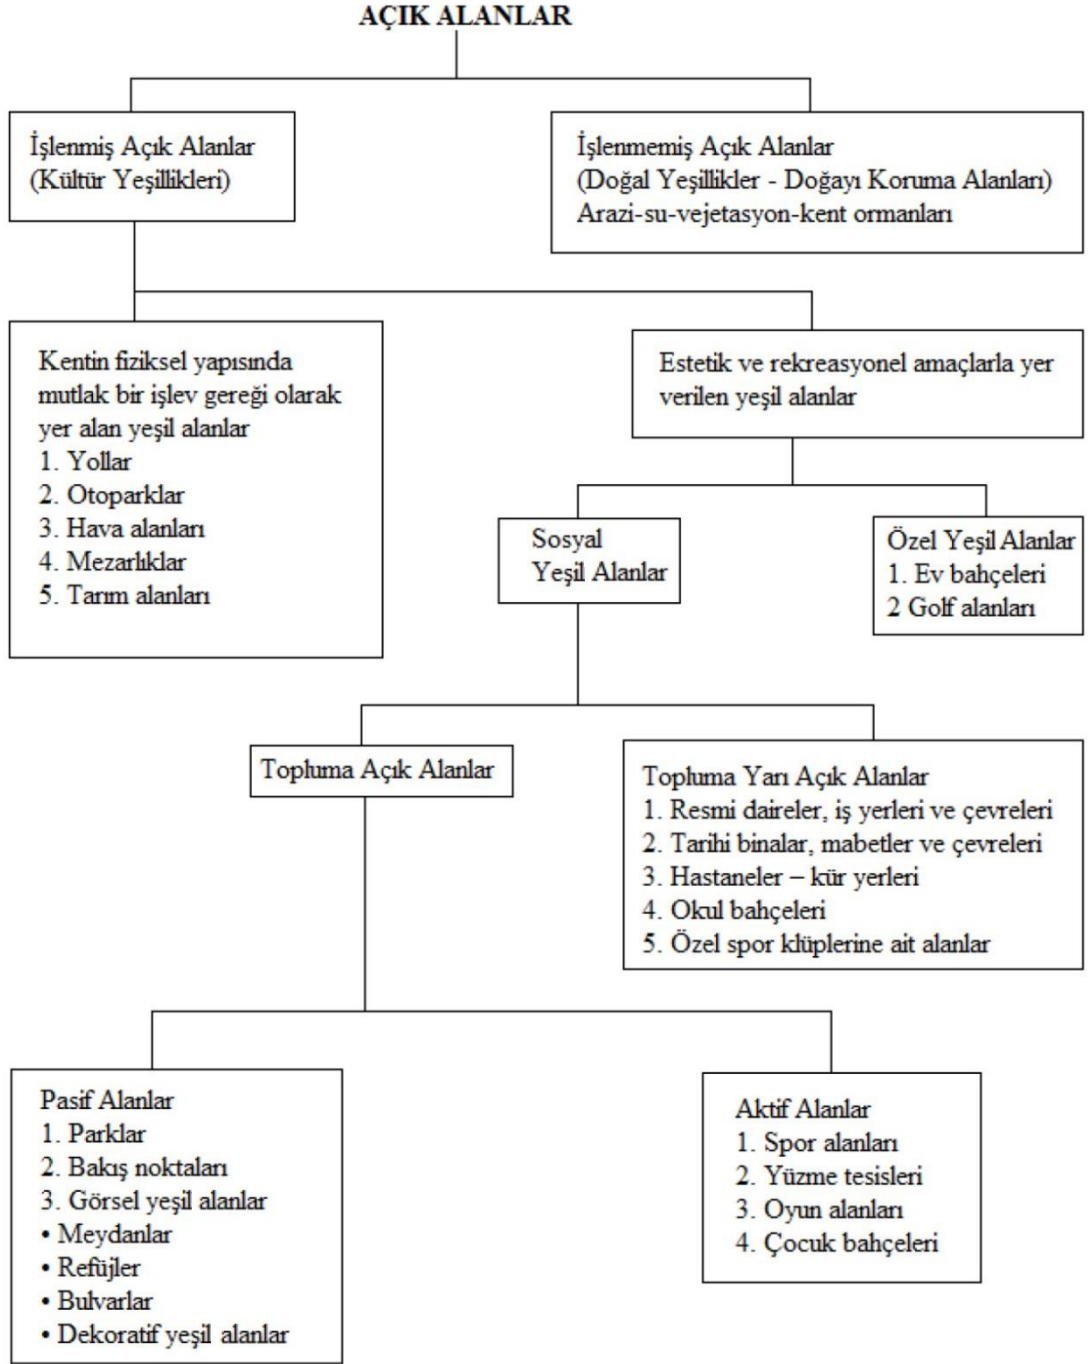 AÇIK ALANLAR
İşlenmiş Açık Alanlar
(Kültür Yeşillikleri)
İşlenmemiş Açık Alanlar
(Doğal Yeşillikler - Doğayı Koruma Alanları)
Arazi-su-vejetasyon-kent ormanları
Kentin fiziksel yapısında
mutlak bir işlev gereği olarak
yer alan yeşil alanlar
1. Yollar
2. Otoparklar
3. Hava alanları
4. Mezarlıklar
5. Tarım alanları
Estetik ve rekreasyonel amaçlarla yer
verilen yeşil alanlar
Sosyal
Yeşil Alanlar
Özel Yeşil Alanlar
1. Ev bahçeleri
2 Golf alanları
Topluma Açık Alanlar
Topluma Yarı Açık Alanlar
1. Resmi daireler, iş yerleri ve çevreleri
2. Tarihi binalar, mabetler ve çevreleri
3. Hastaneler – kür yerleri
4. Okul bahçeleri
5. Özel spor klüplerine ait alanlar
Pasif Alanlar
1. Parklar
2. Bakış noktaları
3. Görsel yeşil alanlar
• Meydanlar
• Refüjler
• Bulvarlar
• Dekoratif yeşil alanlar
Aktif Alanlar
1. Spor alanları
2. Yüzme tesisleri
3. Oyun alanları
4. Çocuk bahçeleri